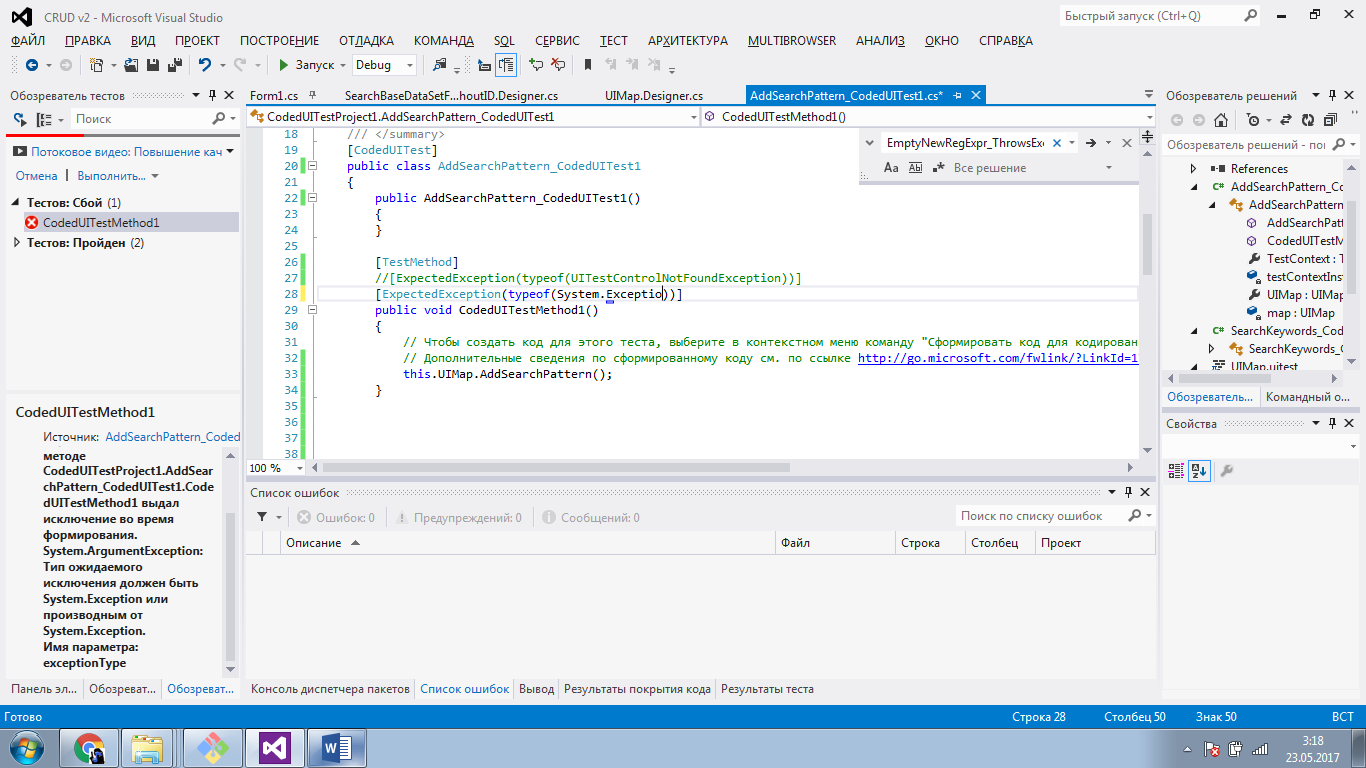 CRUD v2 - Microsoft Visual Studio
Быстрый запуск (Ctrl+Q)
ФАЙЛ ПРАВКА ВИД ПРОЕКТ ПОСТРОЕНИЕ ОТЛАДКА КОМАНДА SQL СЕРВИС ТЕСТ АРХИТЕКТУРА MULTIBROWSER АНАЛИЗ ОКНО СПРАВКА
Запуск Debug
Обозреватель тестов
Поиск
Потоковое видео: Повышение кач
Отмена Выполнить...
Тестов: Сбой (1)
CodedUITestMethod1
Тестов: Пройден (2)
CodedUITestMethod1
Источник: AddSearchPattern_Coded
методе
CodedUITestProject1.AddSear
chPattern_CodedUITest1.Code
dUITestMethod1 выдал
исключение во время
формирования.
System.ArgumentException:
Тип ожидаемого
исключения должен быть
System.Exception или
производным от
System.Exception.
Имя параметра:
exceptionType
Панель эл... Обозреват... Обозреват...
Form1.cs SearchBaseDataSetF...houtID.Designer.cs UIMap.Designer.cs AddSearchPattern_CodedUITest1.cs*
CodedUITestProject1.AddSearchPattern_CodedUITest1 CodedUITestMethod1()
EmptyNewRegExpr_ThrowsExc
Aa Ab Все решение
18 /// </summary>
19 [CodedUITest]
20 public class AddSearchPattern_CodedUITest1
21 {
22 public AddSearchPattern_CodedUITest1()
23 {
24 }
25
26 [TestMethod]
27 //[ExpectedException(typeof(UITestControlNotFoundException))]
28 [ExpectedException(typeof(System.Exceptio))]
29 public void CodedUITestMethod1()
30 {
31 // Чтобы создать код для этого теста, выберите в контекстном меню команду "Сформировать код для кодирован
32 // Дополнительные сведения по сформированному коду см. по ссылке http://go.microsoft.com/fwlink/?LinkId=1
33 this.UIMap.AddSearchPattern();
34 }
35
36
37
38
100 %
Список ошибок
Ошибок: 0 Предупреждений: 0 Сообщений: 0
Поиск по списку ошибок
Описание Файл Строка Столбец Проект
Консоль диспетчера пакетов Список ошибок Вывод Результаты покрытия кода Результаты теста
Обозреватель решений
Обозреватель решений - пои
References
C# AddSearchPattern_Co
AddSearchPattern
AddSearchPatt
CodedUITestM
TestContext : T
testContextIns
UIMap : UIMap
map : UIMap
C# SearchKeywords_Cod
SearchKeywords_C
UIMap.uitest
Обозреватель... Командный о...
Свойства
Готово Строка 28 Столбец 50 Знак 50 ВСТ
3:18
23.05.2017